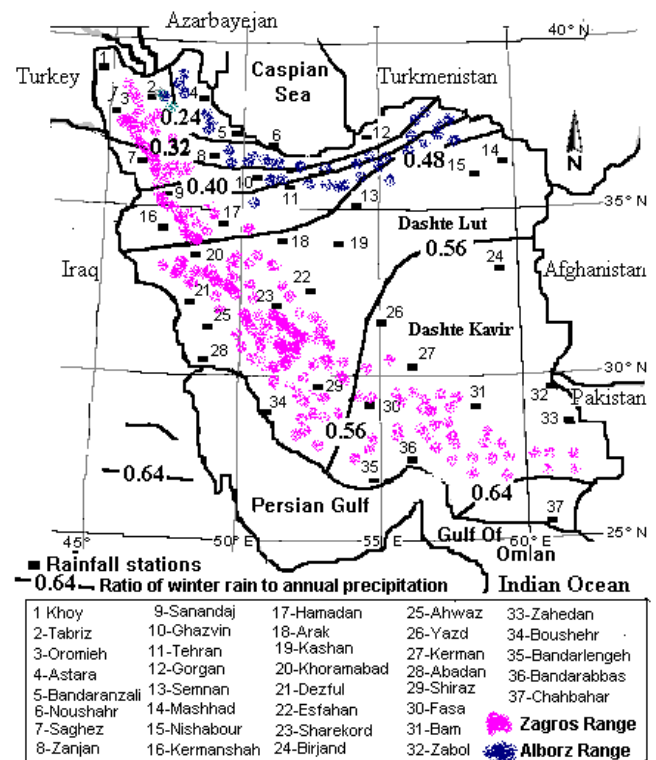 Azarbayejan
40° N
Turkey
Caspian
Sea
Turkmenistan
1
2
3
4
0.24
5
6
12
0.32
7
8
0.48
14
15
N
10
0.40
9
11
13
35° N
16
17
Dashte Lut
18
19
0.56
Iraq
20
24
Afghanistan
21
22
23
25
26
Dashte Kavir
28
27
30° N
29
32
Pakistan
34
30
31
33
0.56
36
0.64
35
0.64
Persian Gulf
37
Gulf Of
Omlan
45°
50° E
55° E
60° E
25° N
Rainfall stations
0.64 Ratio of winter rain to annual precipitation
Indian Ocean
1 Khoy
2-Tabriz
3-Oromieh
4-Astara
5-Bandaranzali
6-Noushahr
7-Saghez
8-Zanjan
9-Sanandaj
10-Ghazvin
11-Tehran
12-Gorgan
13-Semnan
14-Mashhad
15-Nishabour
16-Kermanshah
17-Hamadan
18-Arak
19-Kashan
20-Khoramabad
21-Dezful
22-Esfahan
23-Sharekord
24-Birjand
25-Ahwaz
26-Yazd
27-Kerman
28-Abadan
29-Shiraz
30-Fasa
31-Bam
32-Zabol
33-Zahedan
34-Boushehr
35-Bandarlengeh
36-Bandarabbas
37-Chahbahar
Zagros Range
Alborz Range